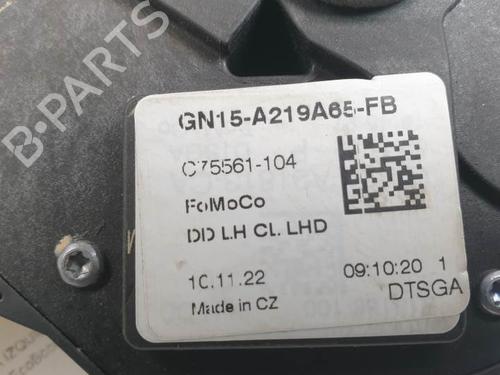 B-PARTS
GN15-A219A65-FB
C75561-104
FoMoCo
DD LH CL LHD
10.11.22
09:10:20 1
Made in CZ
DTSGA